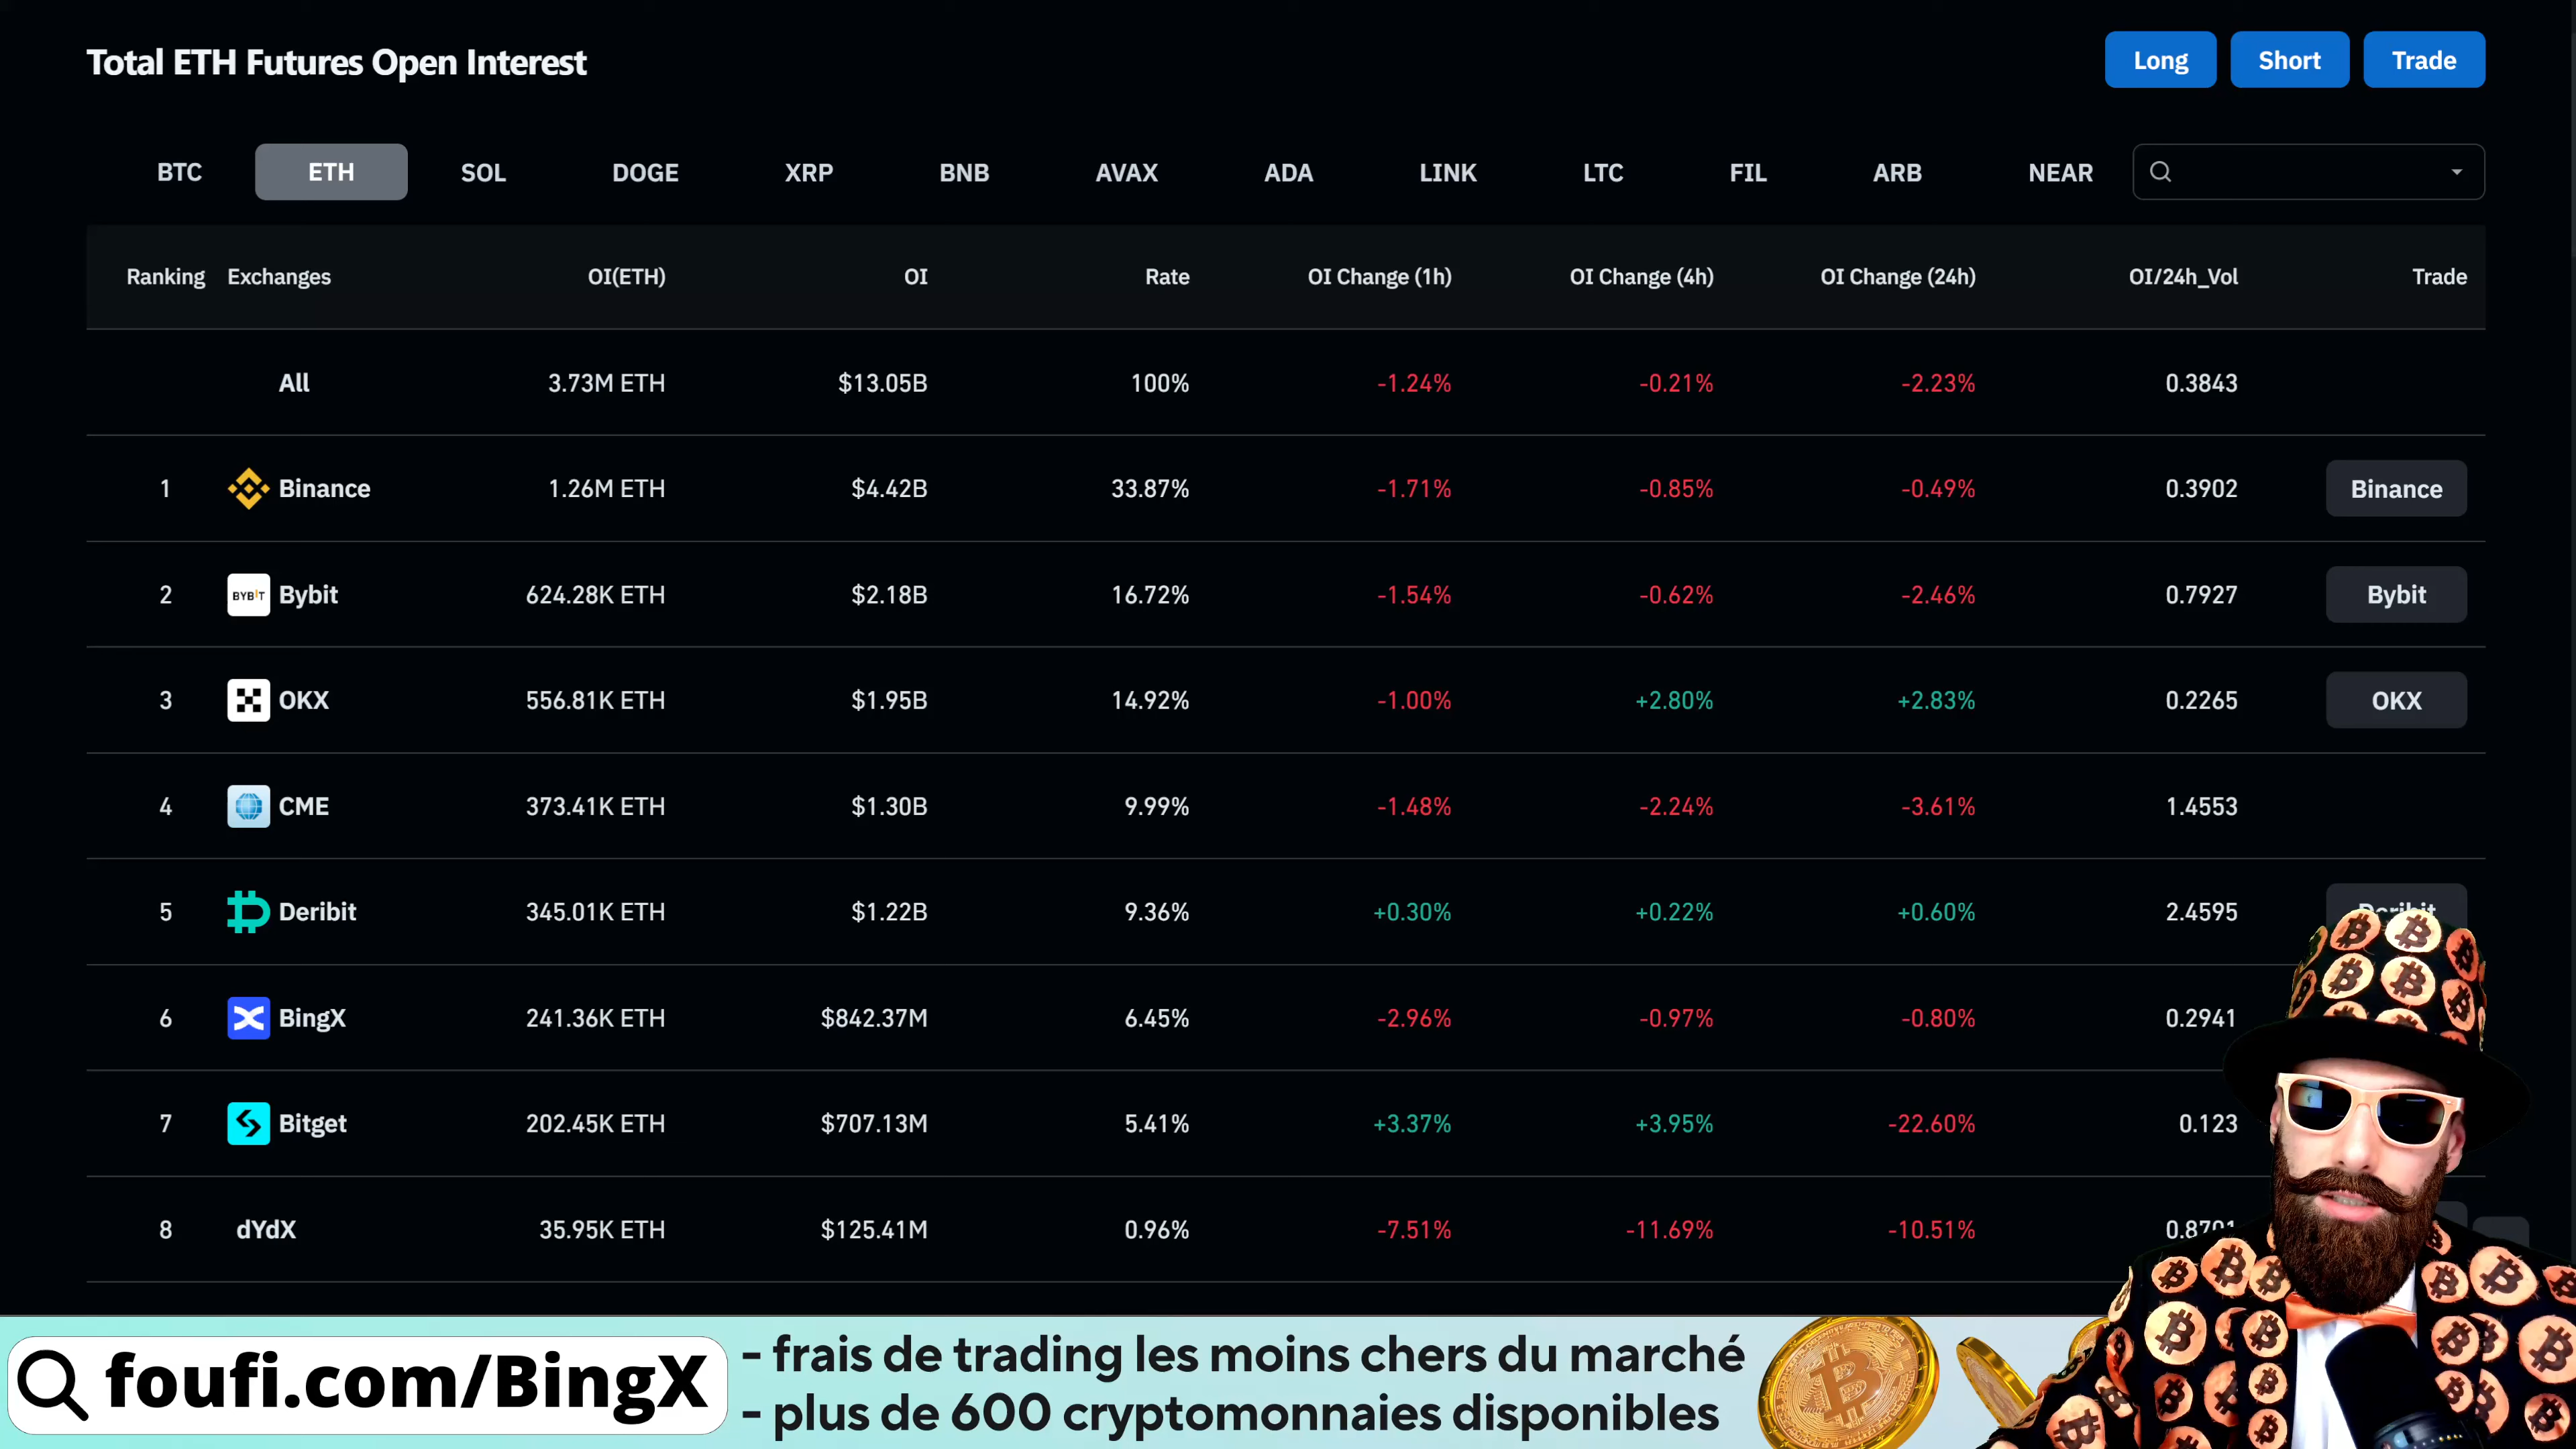 Total ETH Futures Open Interest
Long Short Trade
BTC ETH SOL DOGE XRP BNB AVAX ADA LINK LTC FIL ARB NEAR
Ranking Exchanges OI(ETH) OI Rate OI Change (1h) OI Change (4h) OI Change (24h) OI/24h_Vol Trade
All 3.73M ETH $13.05B 100% -1.24% -0.21% -2.23% 0.3843
1 Binance 1.26M ETH $4.42B 33.87% -1.71% -0.85% -0.49% 0.3902 Binance
2 BYBIT Bybit 624.28K ETH $2.18B 16.72% -1.54% -0.62% -2.46% 0.7927 Bybit
3 OKX 556.81K ETH $1.95B 14.92% -1.00% +2.80% +2.83% 0.2265 OKX
4 CME 373.41K ETH $1.30B 9.99% -1.48% -2.24% -3.61% 1.4553
5 Deribit 345.01K ETH $1.22B 9.36% +0.30% +0.22% +0.60% 2.4595 Deribit
6 BingX 241.36K ETH $842.37M 6.45% -2.96% -0.97% -0.80% 0.2941
7 Bitget 202.45K ETH $707.13M 5.41% +3.37% +3.95% -22.60% 0.123
8 dYdX 35.95K ETH $125.41M 0.96% -7.51% -11.69% -10.51%
foufi.com/BingX
- frais de trading les moins chers du marché
- plus de 600 cryptomonnaies disponibles